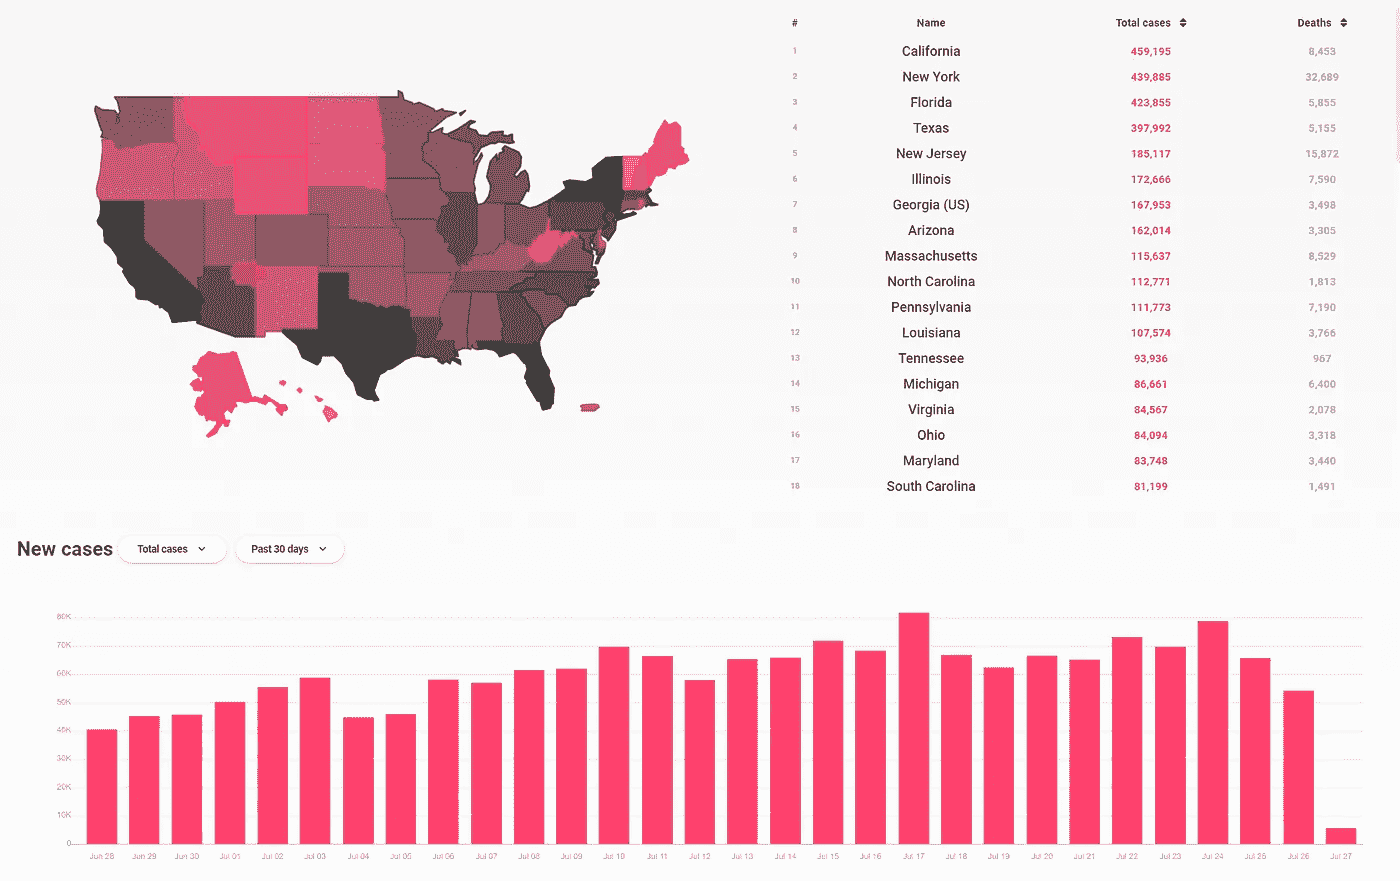 # Name Total cases Deaths
1 California 459,195 8,453
2 New York 439,885 32,689
3 Florida 423,855 5,855
4 Texas 397,992 5,155
5 New Jersey 185,117 15,872
6 Illinois 172,666 7,590
7 Georgia (US) 167,953 3,498
8 Arizona 162,014 3,305
9 Massachusetts 115,637 8,529
10 North Carolina 112,771 1,813
11 Pennsylvania 111,773 7,190
12 Louisiana 107,574 3,766
13 Tennessee 93,936 967
14 Michigan 86,661 6,400
15 Virginia 84,567 2,078
16 Ohio 84,094 3,318
17 Maryland 83,748 3,440
18 South Carolina 81,199 1,491
New cases Total cases Past 30 days
80K
70K
60K
50K
45K
30K
20K
10K
0
Jun 28 Jun 29 Jun 30 Jul 01 Jul 02 Jul 03 Jul 04 Jul 05 Jul 06 Jul 07 Jul 08 Jul 09 Jul 10 Jul 11 Jul 12 Jul 13 Jul 14 Jul 15 Jul 16 Jul 17 Jul 18 Jul 19 Jul 20 Jul 21 Jul 22 Jul 23 Jul 24 Jul 25 Jul 26 Jul 27